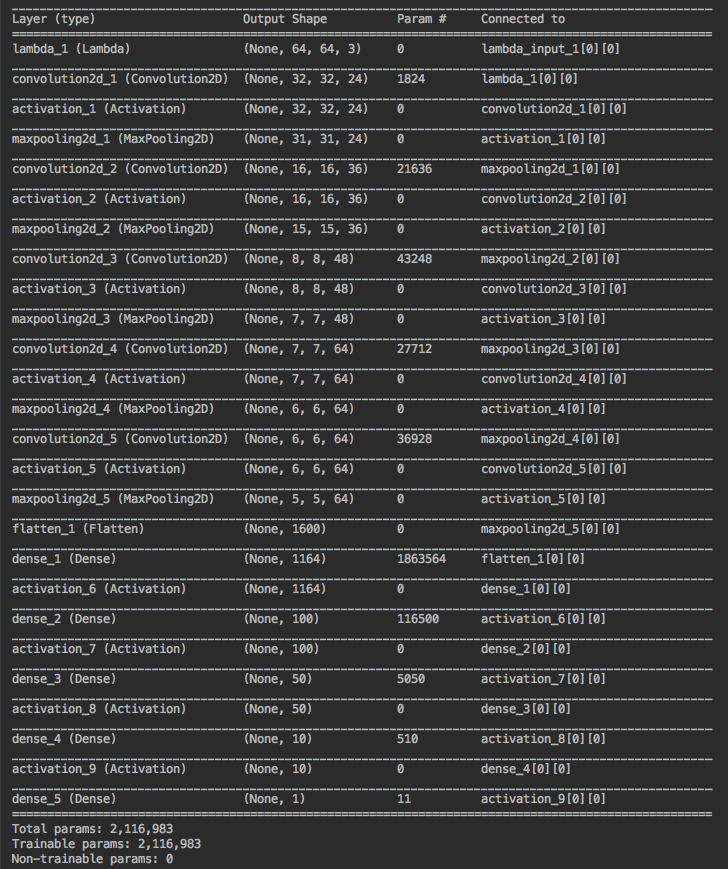 Layer (type) Output Shape Param # Connected to
lambda_1 (Lambda) (None, 64, 64, 3) 0 lambda_input_1[0][0]
convolution2d_1 (Convolution2D) (None, 32, 32, 24) 1824 lambda_1[0][0]
activation_1 (Activation) (None, 32, 32, 24) 0 convolution2d_1[0][0]
maxpooling2d_1 (MaxPooling2D) (None, 31, 31, 24) 0 activation_1[0][0]
convolution2d_2 (Convolution2D) (None, 16, 16, 36) 21636 maxpooling2d_1[0][0]
activation_2 (Activation) (None, 16, 16, 36) 0 convolution2d_2[0][0]
maxpooling2d_2 (MaxPooling2D) (None, 15, 15, 36) 0 activation_2[0][0]
convolution2d_3 (Convolution2D) (None, 8, 8, 48) 43248 maxpooling2d_2[0][0]
activation_3 (Activation) (None, 8, 8, 48) 0 convolution2d_3[0][0]
maxpooling2d_3 (MaxPooling2D) (None, 7, 7, 48) 0 activation_3[0][0]
convolution2d_4 (Convolution2D) (None, 7, 7, 64) 27712 maxpooling2d_3[0][0]
activation_4 (Activation) (None, 7, 7, 64) 0 convolution2d_4[0][0]
maxpooling2d_4 (MaxPooling2D) (None, 6, 6, 64) 0 activation_4[0][0]
convolution2d_5 (Convolution2D) (None, 6, 6, 64) 36928 maxpooling2d_4[0][0]
activation_5 (Activation) (None, 6, 6, 64) 0 convolution2d_5[0][0]
maxpooling2d_5 (MaxPooling2D) (None, 5, 5, 64) 0 activation_5[0][0]
flatten_1 (Flatten) (None, 1600) 0 maxpooling2d_5[0][0]
dense_1 (Dense) (None, 1164) 1863564 flatten_1[0][0]
activation_6 (Activation) (None, 1164) 0 dense_1[0][0]
dense_2 (Dense) (None, 100) 116500 activation_6[0][0]
activation_7 (Activation) (None, 100) 0 dense_2[0][0]
dense_3 (Dense) (None, 50) 5050 activation_7[0][0]
activation_8 (Activation) (None, 50) 0 dense_3[0][0]
dense_4 (Dense) (None, 10) 510 activation_8[0][0]
activation_9 (Activation) (None, 10) 0 dense_4[0][0]
dense_5 (Dense) (None, 1) 11 activation_9[0][0]
Total params: 2,116,983
Trainable params: 2,116,983
Non-trainable params: 0